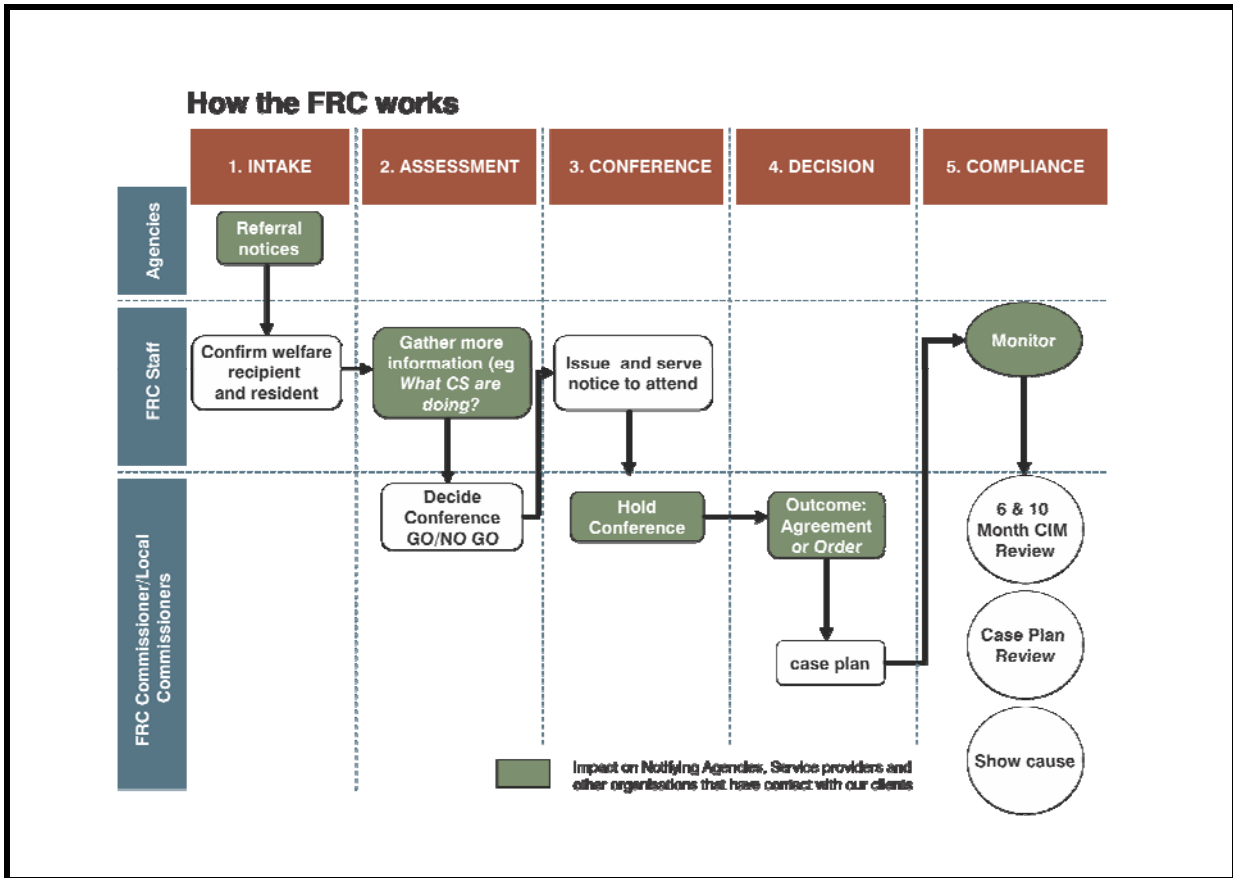 How the FRC works
1. INTAKE
2. ASSESSMENT
3. CONFERENCE
4. DECISION
5. COMPLIANCE
Agencies
Referral
notices
FRC Staff
Confirm welfare
recipient
and resident
Gather more
information (eg
What CS are
doing?
Issue and serve
notice to attend
Monitor
FRC Commissioner/Local
Commissioners
Decide
Conference
GO/NO GO
Hold
Conference
Outcome:
Agreement
or Order
case plan
6 & 10
Month CIM
Review
Case Plan
Review
Show cause
Impact on Notifying Agencies, Service providers and
other organisations that have contact with our clients